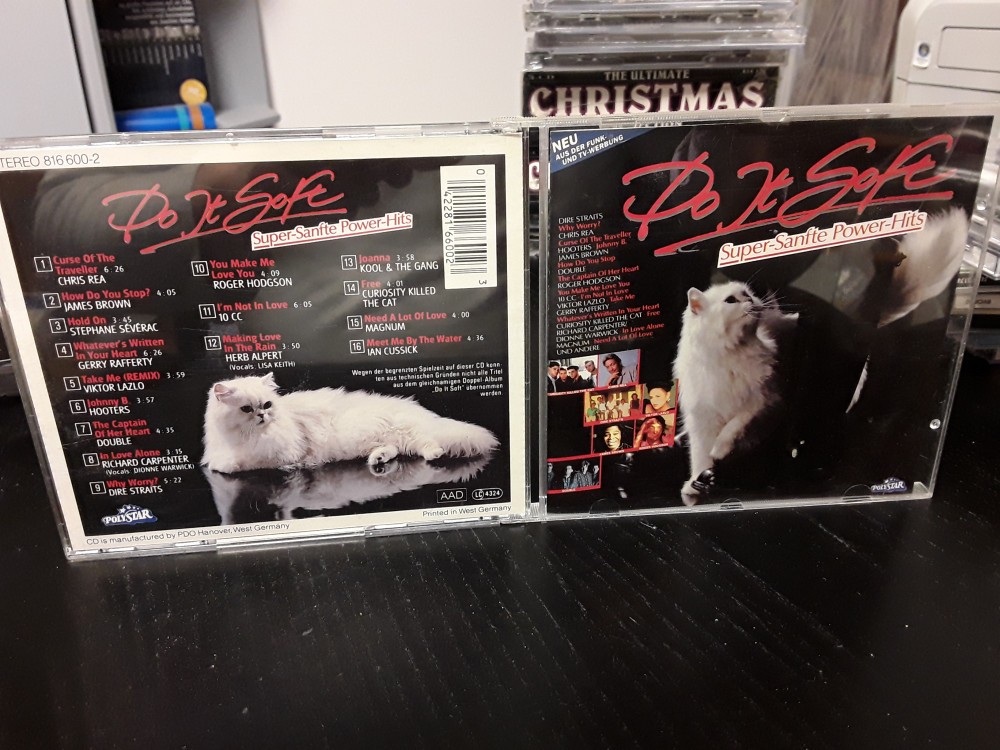 THE ULTIMATE
CHRISTMAS
TEREO 816 600-2
Do It Soft
Super-Sanfte Power-Hits
0 42281 66002 3
1 Curse Of The
Traveller 6:26
CHRIS REA
2 How Do You Stop? 4:05
JAMES BROWN
3 Hold On 3:45
STEPHANE SÉVERAC
4 Whatever's Written
In Your Heart 6:26
GERRY RAFFERTY
5 Take Me (REMIX) 3:59
VIKTOR LAZLO
6 Johnny B. 3:57
HOOTERS
7 The Captain
Of Her Heart 4:35
DOUBLE
8 In Love Alone 3:15
RICHARD CARPENTER
(Vocals DIONNE WARWICK)
9 Why Worry? 5:22
DIRE STRAITS
10 You Make Me
Love You 4:09
ROGER HODGSON
11 I'm Not In Love 6:05
10 CC
12 Making Love
In The Rain 3:50
HERB ALPERT
(Vocals LISA KEITH)
13 Joanna 3:58
KOOL & THE GANG
14 Free 4:01
CURIOSITY KILLED
THE CAT
15 Need A Lot Of Love 4:00
MAGNUM
16 Meet Me By The Water 4:36
IAN CUSSICK
Wegen der begrenzten Spielzeit auf dieser CD konn-
ten aus technischen Gründen nicht alle Titel
aus dem gleichnamigen Doppel Album
„Do It Soft" übernommen
werden.
POLYSTAR
AAD
LC 4324
CD is manufactured by PDO Hanover, West Germany
Printed in West Germany
NEU
AUS DER FUNK-
UND TV-WERBUNG
Do It Soft
Super-Sanfte Power-Hits
DIRE STRAITS
Why Worry?
CHRIS REA
Curse Of The Traveller
HOOTERS Johnny B.
JAMES BROWN
How Do You Stop
DOUBLE
The Captain Of Her Heart
ROGER HODGSON
You Make Me Love You
10 CC I'm Not In Love
VIKTOR LAZLO Take Me
GERRY RAFFERTY
Whatever's Written In Your Heart
CURIOSITY KILLED THE CAT Free
RICHARD CARPENTER/
DIONNE WARWICK In Love Alone
MAGNUM Need A Lot Of Love
UND ANDERE
POLYSTAR